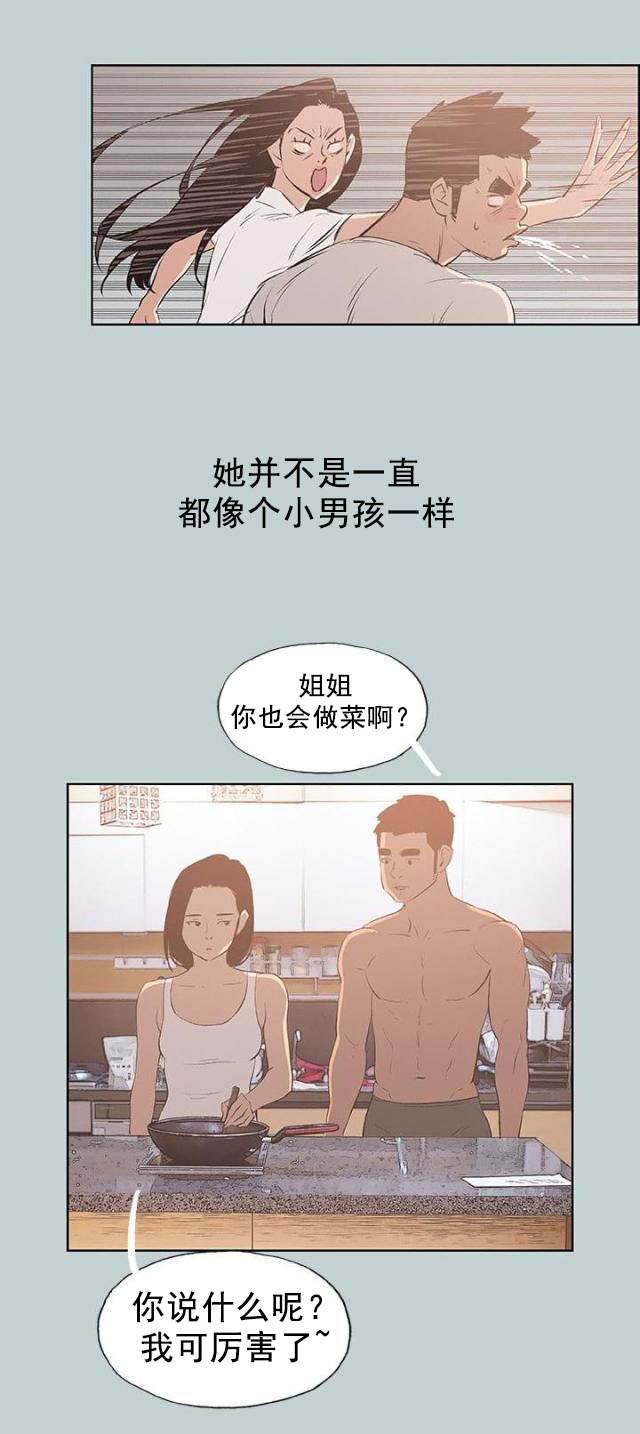 她并不是一直
都像个小男孩一样
姐姐
你也会做菜啊？
你说什么呢？
我可厉害了~